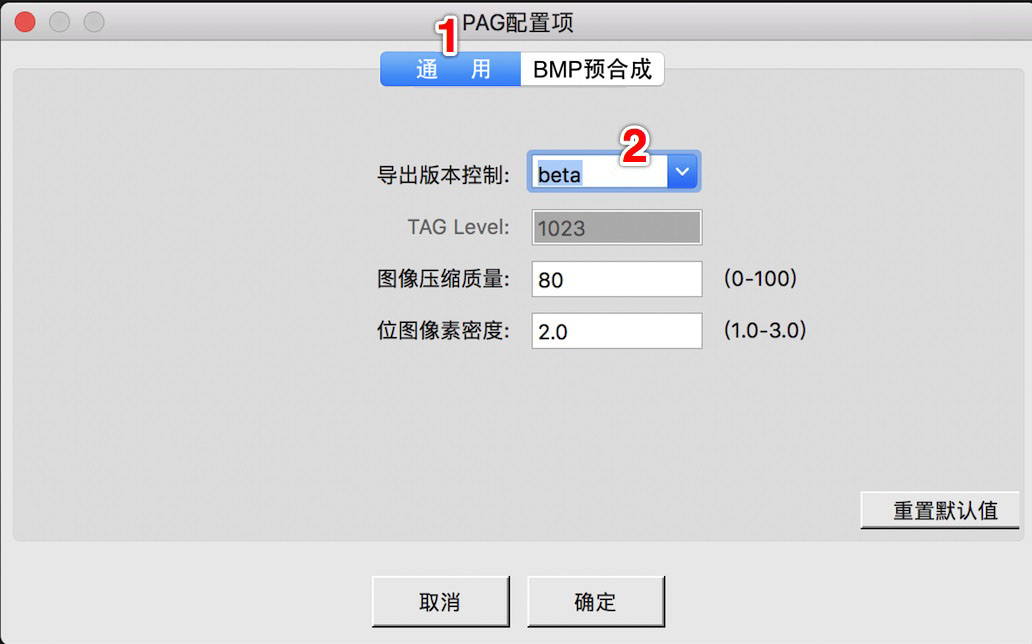 PAG配置项
1
通 用 BMP预合成
2
导出版本控制: beta
TAG Level: 1023
图像压缩质量: 80 (0-100)
位图像素密度: 2.0 (1.0-3.0)
重置默认值
取消 确定